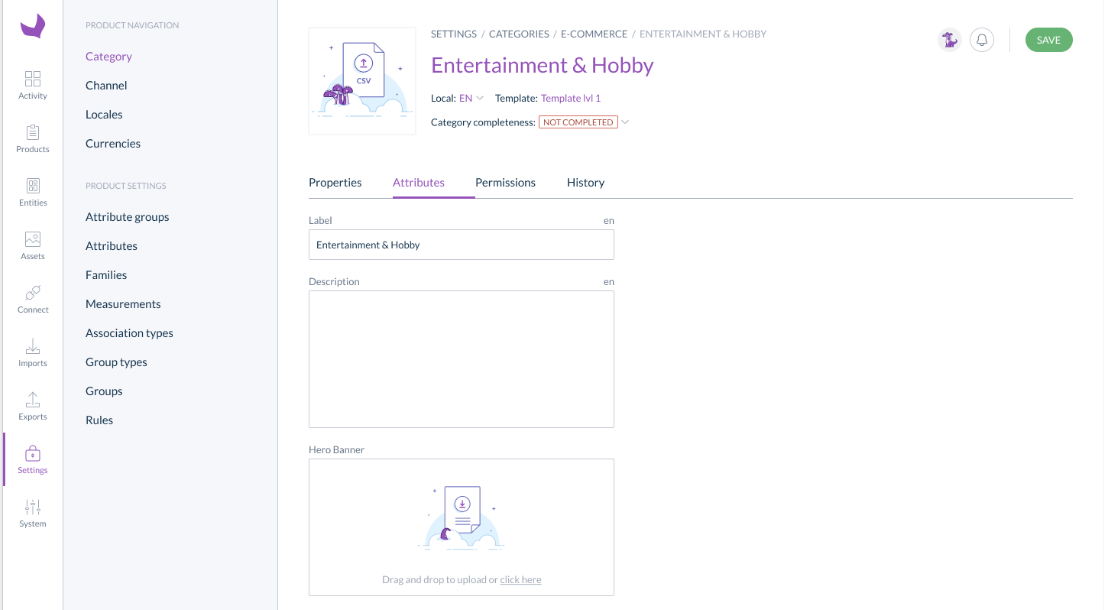 Activity
Products
Entities
Assets
Connect
Imports
Exports
Settings
System
PRODUCT NAVIGATION
Category
Channel
Locales
Currencies
PRODUCT SETTINGS
Attribute groups
Attributes
Families
Measurements
Association types
Group types
Groups
Rules
CSV
SETTINGS / CATEGORIES / E-COMMERCE / ENTERTAINMENT & HOBBY
Entertainment & Hobby
Local: EN Template: Template lvl 1
Category completeness: NOT COMPLETED
SAVE
Properties Attributes Permissions History
Label en
Entertainment & Hobby
Description en
Hero Banner
Drag and drop to upload or click here